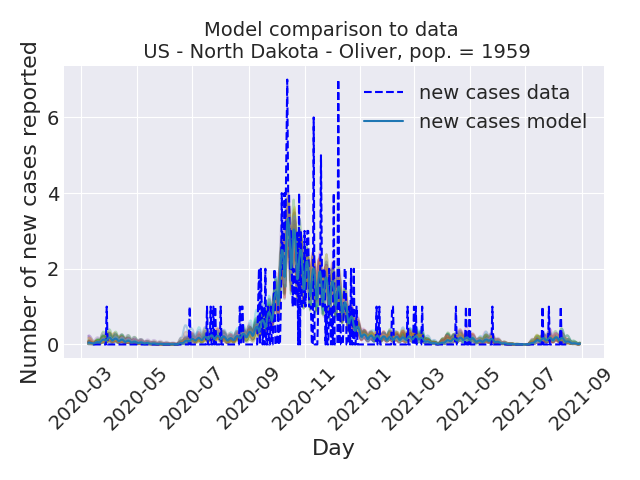 Model comparison to data
US - North Dakota - Oliver, pop. = 1959
Number of new cases reported
6
4
2
0
new cases data
new cases model
2020-03
2020-05
2020-07
2020-09
2020-11
2021-01
2021-03
2021-05
2021-07
2021-09
Day